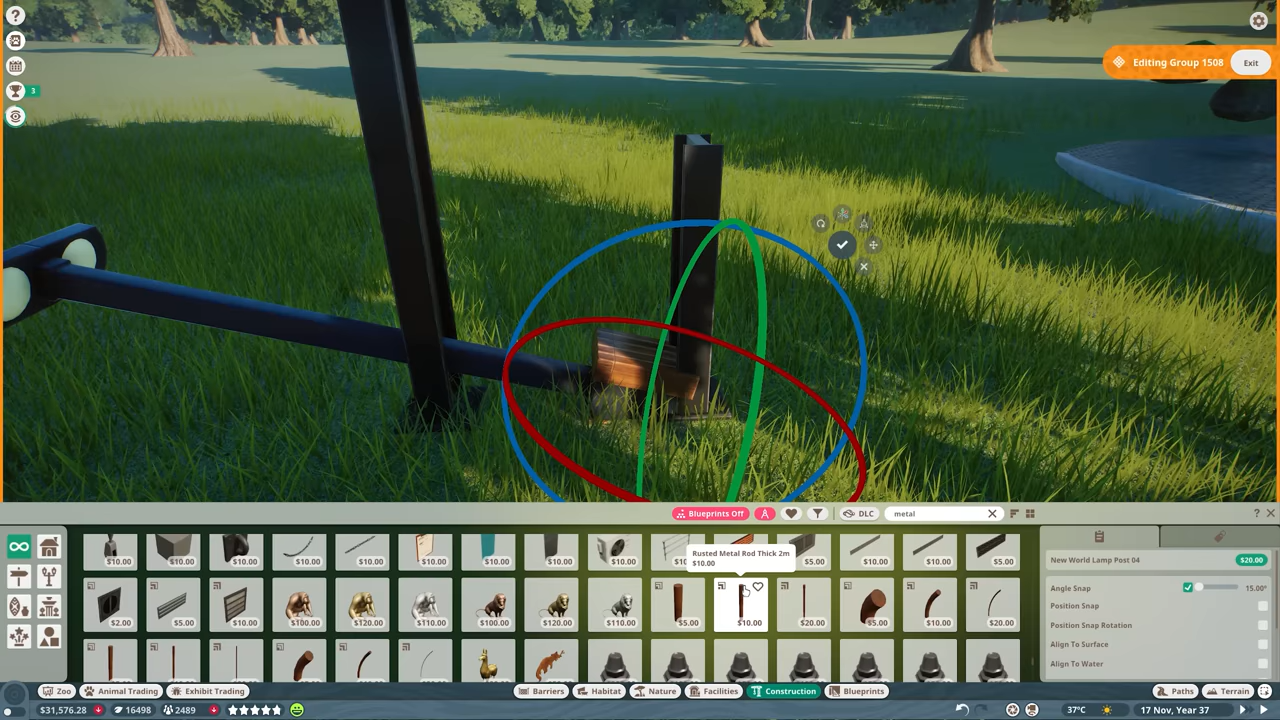 ?
Editing Group 1508
Exit
3
Blueprints Off
DLC
metal
?
Rusted Metal Rod Thick 2m
$10.00
$10.00 $10.00 $10.00 $10.00 $10.00 $10.00 $10.00 $10.00 $10.00 $5.00 $10.00 $10.00 $5.00
New World Lamp Post 04
$20.00
$2.00 $5.00 $10.00 $100.00 $120.00 $110.00 $100.00 $120.00 $110.00 $5.00 $10.00 $20.00 $5.00 $10.00 $20.00
Angle Snap
15.00°
Position Snap
Position Snap Rotation
Align To Surface
Align To Water
Zoo
Animal Trading
Exhibit Trading
Barriers
Habitat
Nature
Facilities
Construction
Blueprints
Paths
Terrain
$31,576.28
16498
2489
37°C
17 Nov, Year 37